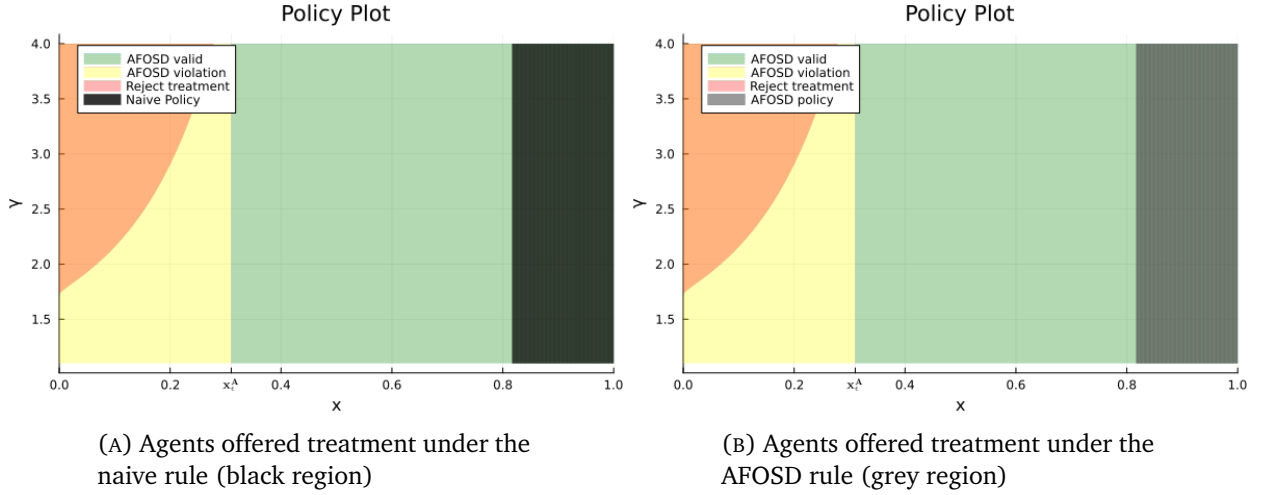 Policy Plot
4.0
3.5
3.0
2.5
2.0
1.5
γ
AFOSD valid
AFOSD violation
Reject treatment
Naive Policy
0.0 0.2 0.4 0.6 0.8 1.0
x
(A) Agents offered treatment under the
naive rule (black region)
Policy Plot
4.0
3.5
3.0
2.5
2.0
1.5
γ
AFOSD valid
AFOSD violation
Reject treatment
AFOSD policy
0.0 0.2 0.4 0.6 0.8 1.0
x
(B) Agents offered treatment under the
AFOSD rule (grey region)